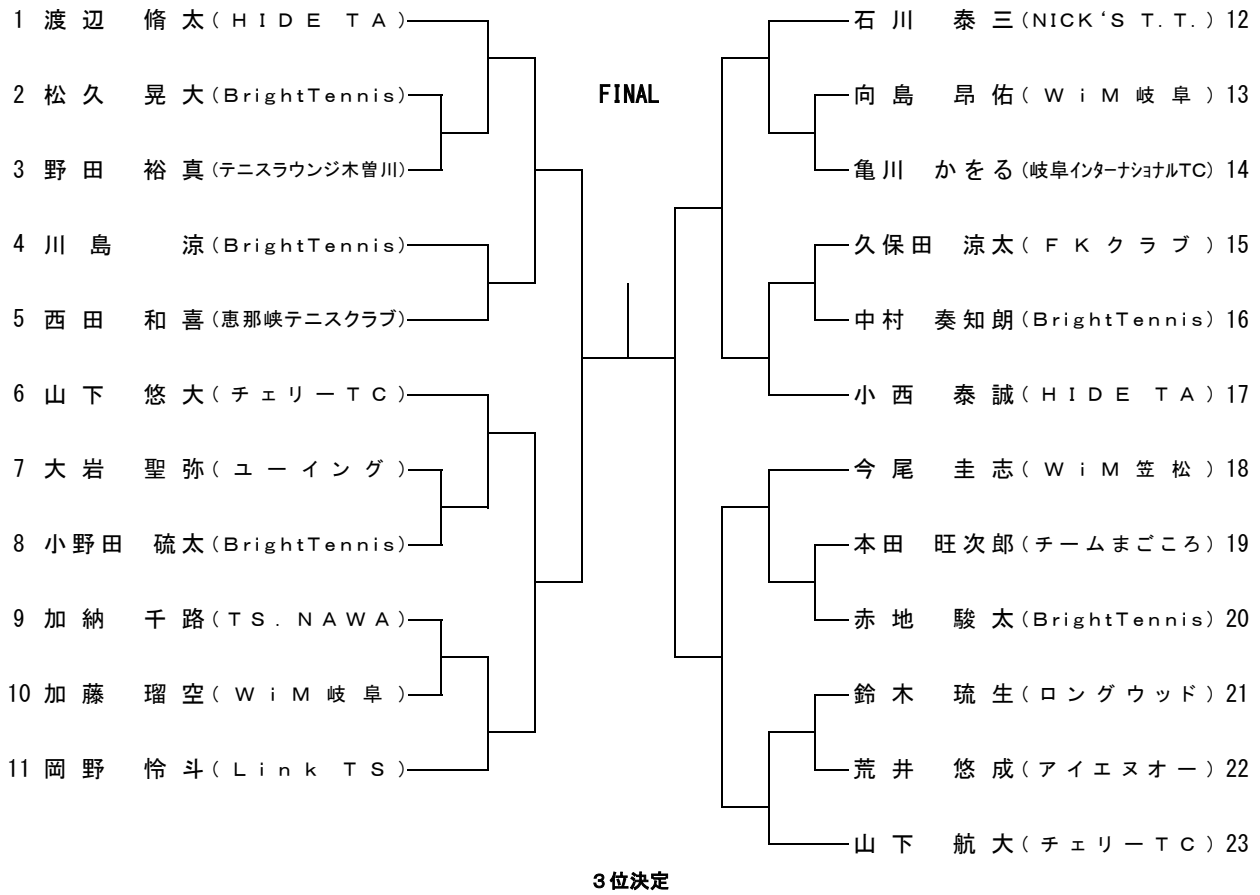 1 渡辺 脩太(HIDE TA)
2 松久 晃大(BrightTennis)
3 野田 裕真(テニスラウンジ木曽川)
4 川島 涼(BrightTennis)
5 西田 和喜(恵那峡テニスクラブ)
6 山下 悠大(チェリーTC)
7 大岩 聖弥(ユーイング)
8 小野田 硫太(BrightTennis)
9 加納 千路(TS.NAWA)
10 加藤 瑠空(WiM岐阜)
11 岡野 怜斗(Link TS)
FINAL
石川 泰三(NICK'S T.T.) 12
向島 昂佑(WiM岐阜) 13
亀川 かをる(岐阜インターナショナルTC) 14
久保田 涼太(FKクラブ) 15
中村 奏知朗(BrightTennis) 16
小西 泰誠(HIDE TA) 17
今尾 圭志(WiM笠松) 18
本田 旺次郎(チームまごころ) 19
赤地 駿太(BrightTennis) 20
鈴木 琉生(ロングウッド) 21
荒井 悠成(アイエヌオー) 22
山下 航大(チェリーTC) 23
3位決定